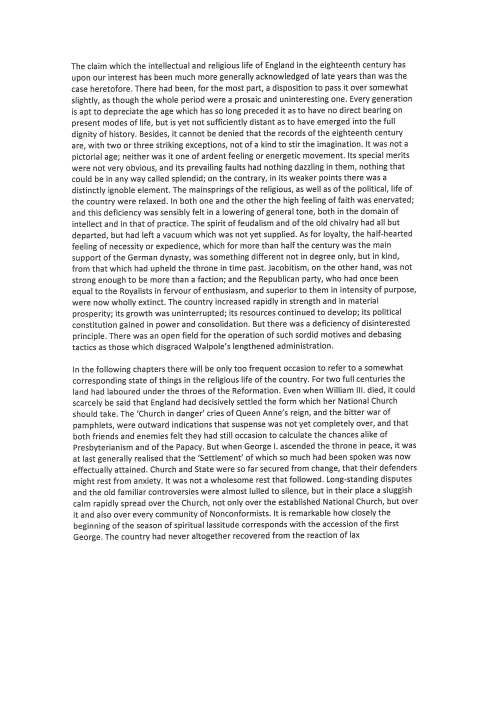 The claim which the intellectual and religious life of England in the eighteenth century has
upon our interest has been much more generally acknowledged of late years than was the
case heretofore. There had been, for the most part, a disposition to pass it over somewhat
slightly, as though the whole period were a prosaic and uninteresting one. Every generation
is apt to depreciate the age which has so long preceded it as to have no direct bearing on
present modes of life, but is yet not sufficiently distant as to have emerged into the full
dignity of history. Besides, it cannot be denied that the records of the eighteenth century
are, with two or three striking exceptions, not of a kind to stir the imagination. It was not a
pictorial age; neither was it one of ardent feeling or energetic movement. Its special merits
were not very obvious, and its prevailing faults had nothing dazzling in them, nothing that
could be in any way called splendid; on the contrary, in its weaker points there was a
distinctly ignoble element. The mainsprings of the religious, as well as of the political, life of
the country were relaxed. In both one and the other the high feeling of faith was enervated;
and this deficiency was sensibly felt in a lowering of general tone, both in the domain of
intellect and in that of practice. The spirit of feudalism and of the old chivalry had all but
departed, but had left a vacuum which was not yet supplied. As for loyalty, the half-hearted
feeling of necessity or expedience, which for more than half the century was the main
support of the German dynasty, was something different not in degree only, but in kind,
from that which had upheld the throne in time past. Jacobitism, on the other hand, was not
strong enough to be more than a faction; and the Republican party, who had once been
equal to the Royalists in fervour of enthusiasm, and superior to them in intensity of purpose,
were now wholly extinct. The country increased rapidly in strength and in material
prosperity; its growth was uninterrupted; its resources continued to develop; its political
constitution gained in power and consolidation. But there was a deficiency of disinterested
principle. There was an open field for the operation of such sordid motives and debasing
tactics as those which disgraced Walpole's lengthened administration.
In the following chapters there will be only too frequent occasion to refer to a somewhat
corresponding state of things in the religious life of the country. For two full centuries the
land had laboured under the throes of the Reformation. Even when William III. died, it could
scarcely be said that England had decisively settled the form which her National Church
should take. The 'Church in danger' cries of Queen Anne's reign, and the bitter war of
pamphlets, were outward indications that suspense was not yet completely over, and that
both friends and enemies felt they had still occasion to calculate the chances alike of
Presbyterianism and of the Papacy. But when George I. ascended the throne in peace, it was
at last generally realised that the 'Settlement' of which so much had been spoken was now
effectually attained. Church and State were so far secured from change, that their defenders
might rest from anxiety. It was not a wholesome rest that followed. Long-standing disputes
and the old familiar controversies were almost lulled to silence, but in their place a sluggish
calm rapidly spread over the Church, not only over the established National Church, but over
it and also over every community of Nonconformists. It is remarkable how closely the
beginning of the season of spiritual lassitude corresponds with the accession of the first
George. The country had never altogether recovered from the reaction of lax